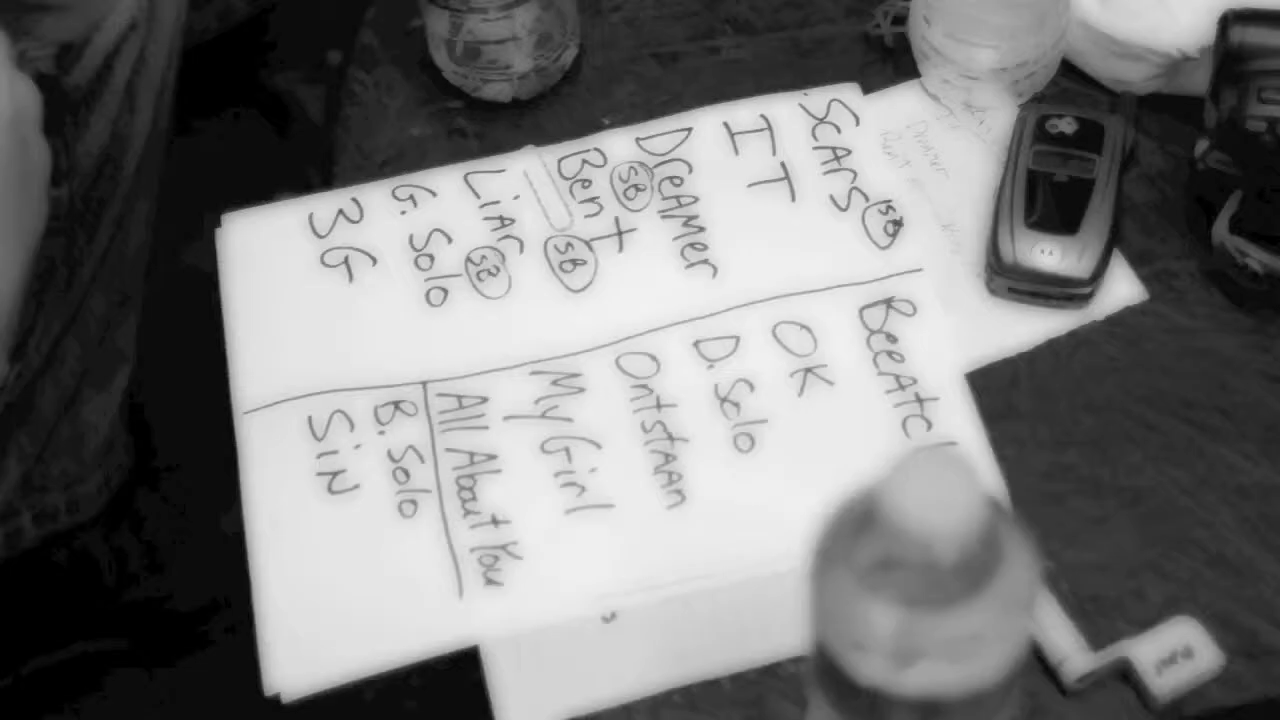 SCARS SB
IT
DREAMER
SB
Bent SB
LiAr SB
G. Solo
3G
BeeAtc
OK
D. Solo
OntstAAn
My Girl
All About You
B. Solo
SiN